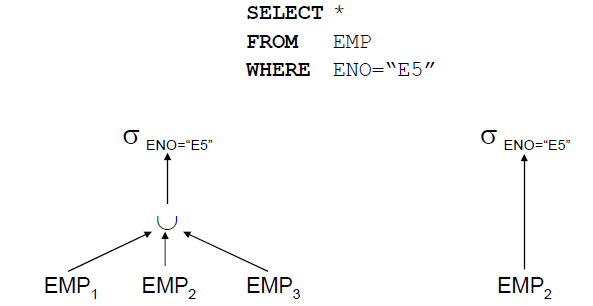 SELECT *
FROM EMP
WHERE ENO=“E5”
σ ENO=“E5”
σ ENO=“E5”
∪
EMP1 EMP2 EMP3
EMP2